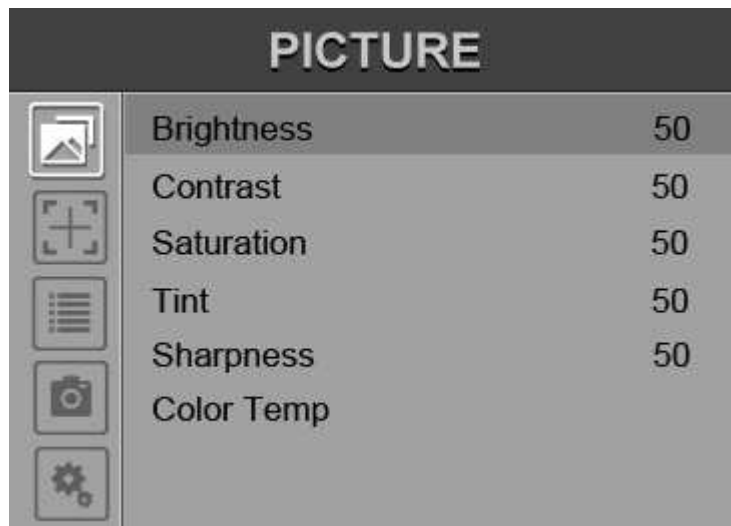 PICTURE
Brightness 50
Contrast 50
Saturation 50
Tint 50
Sharpness 50
Color Temp